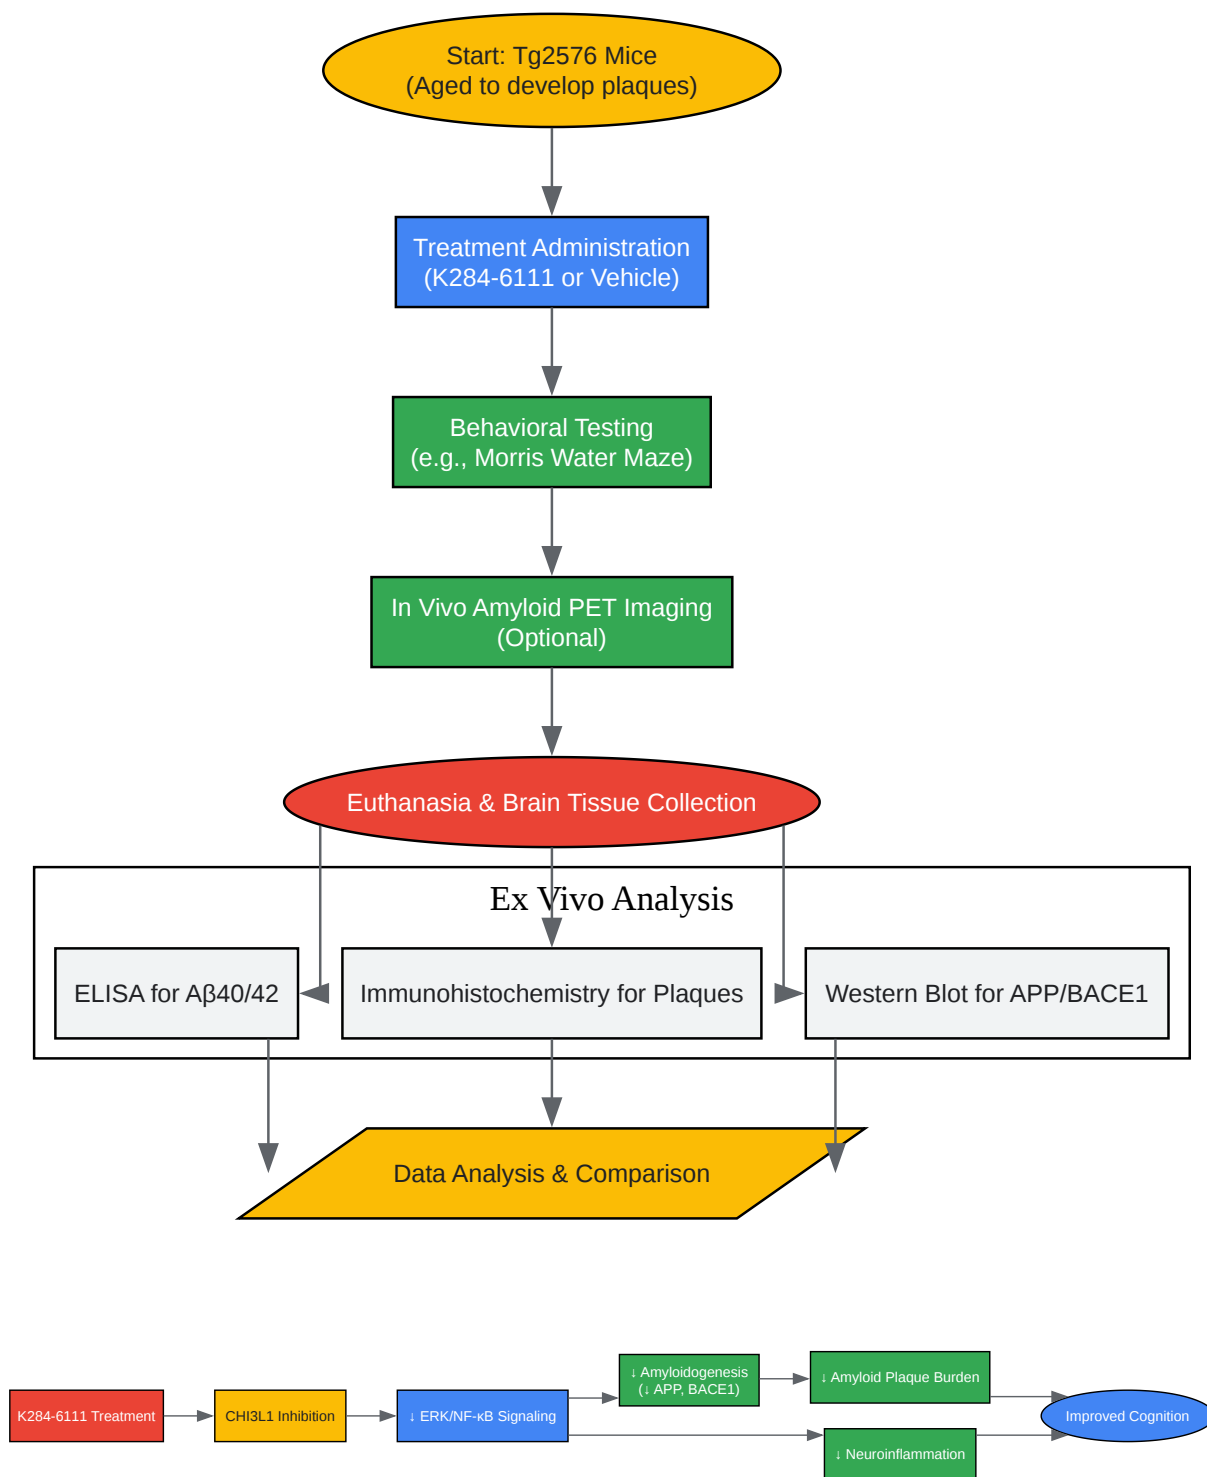 Start: Tg2576 Mice
(Aged to develop plaques)
Treatment Administration
(K284-6111 or Vehicle)
Behavioral Testing
(e.g., Morris Water Maze)
In Vivo Amyloid PET Imaging
(Optional)
Euthanasia & Brain Tissue Collection
Ex Vivo Analysis
ELISA for Aβ40/42
Immunohistochemistry for Plaques
Western Blot for APP/BACE1
Data Analysis & Comparison
K284-6111 Treatment
CHI3L1 Inhibition
↓ ERK/NF-κB Signaling
↓ Amyloidogenesis
(↓ APP, BACE1)
↓ Amyloid Plaque Burden
↓ Neuroinflammation
Improved Cognition